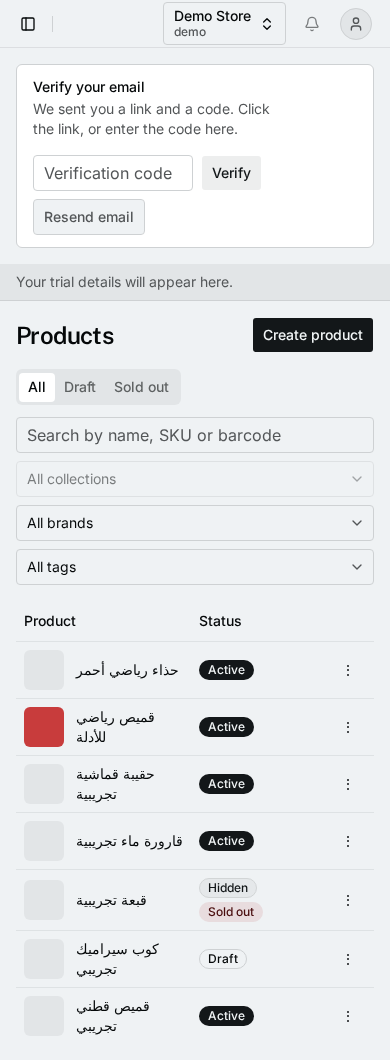 Demo Store
demo
Verify your email
We sent you a link and a code. Click
the link, or enter the code here.
Verification code
Verify
Resend email
Your trial details will appear here.
Products
Create product
All
Draft
Sold out
Search by name, SKU or barcode
All collections
All brands
All tags
Product
Status
حذاء رياضي أحمر
Active
قميص رياضي
للأدلة
Active
حقيبة قماشية
تجريبية
Active
قارورة ماء تجريبية
Active
قبعة تجريبية
Hidden
Sold out
كوب سيراميك
تجريبي
Draft
قميص قطني
تجريبي
Active